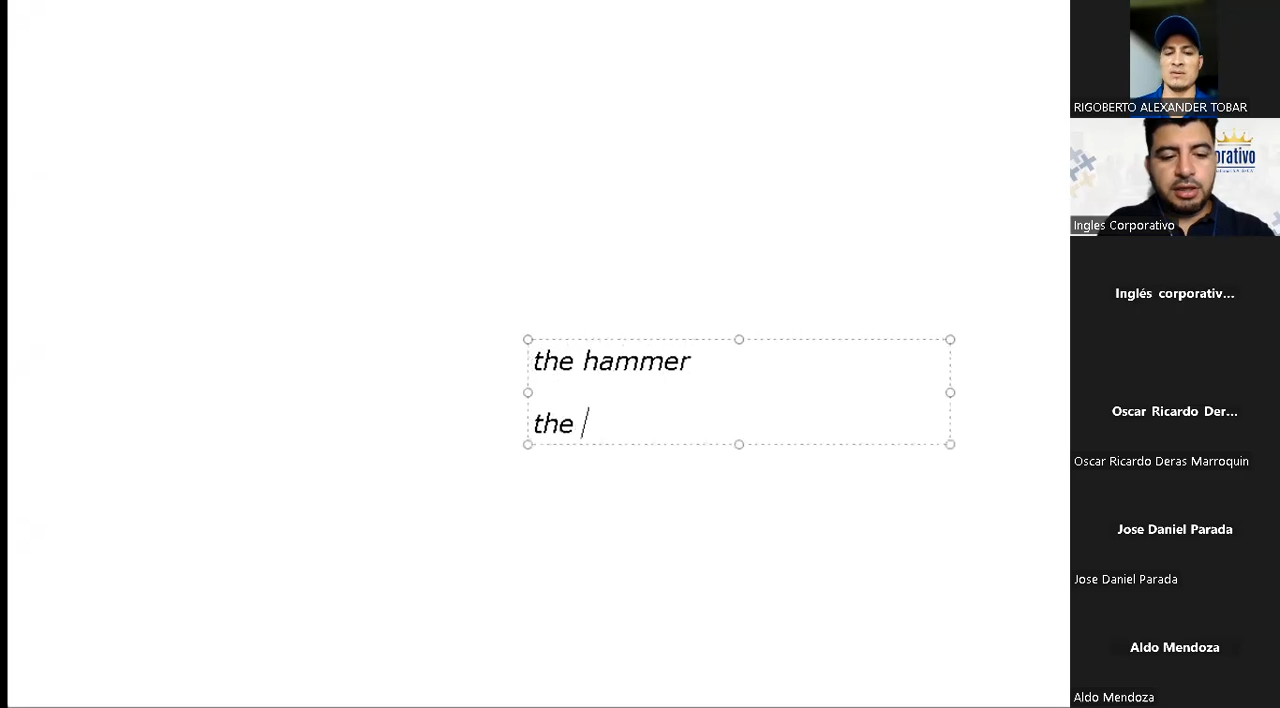 the hammer
the
RIGOBERTO ALEXANDER TOBAR
orativo
Ingles Corporativo
Inglés corporativ...
Oscar Ricardo Der...
Oscar Ricardo Deras Marroquin
Jose Daniel Parada
Jose Daniel Parada
Aldo Mendoza
Aldo Mendoza